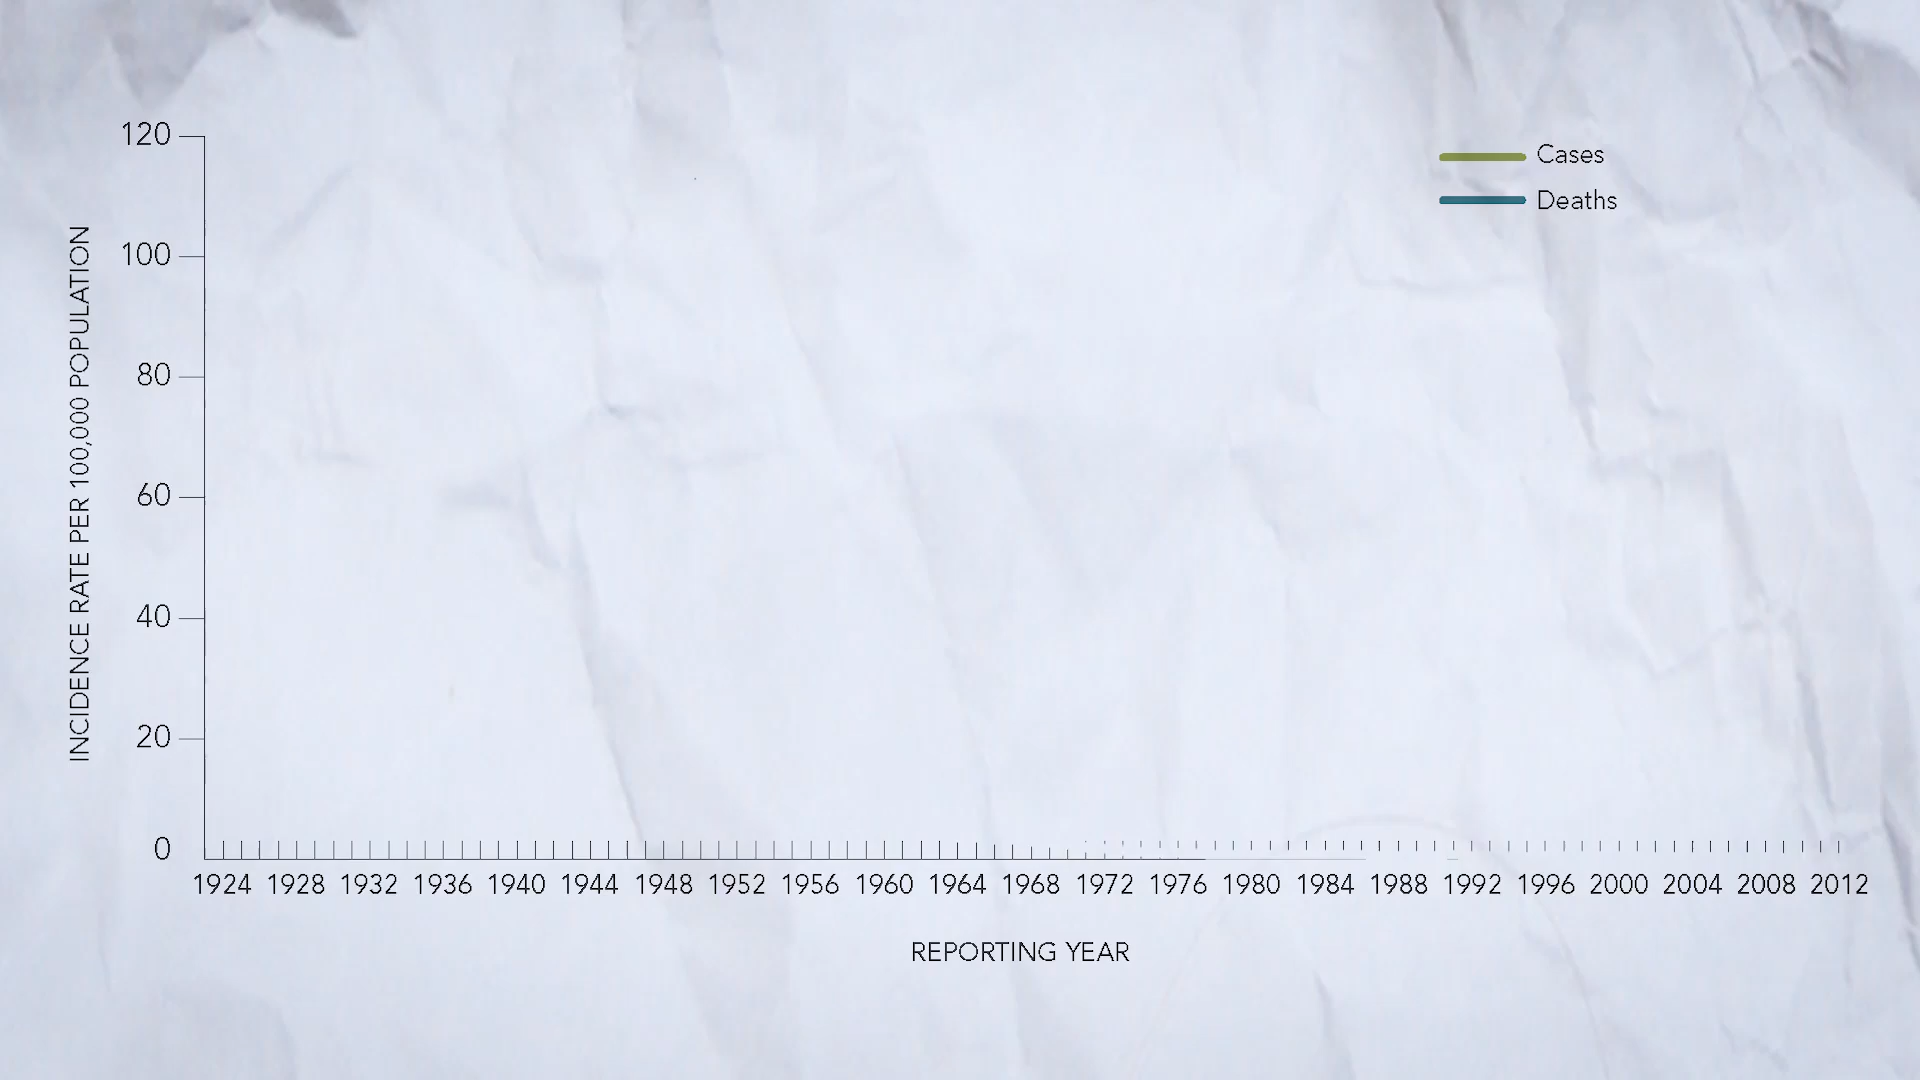 120
100
80
60
40
20
0
INCIDENCE RATE PER 100,000 POPULATION
Cases
Deaths
1924 1928 1932 1936 1940 1944 1948 1952 1956 1960 1964 1968 1972 1976 1980 1984 1988 1992 1996 2000 2004 2008 2012
REPORTING YEAR